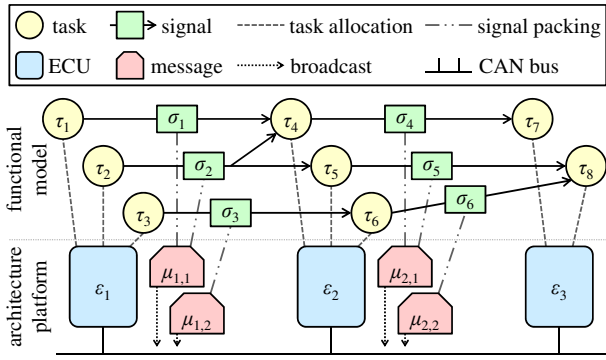 task signal task allocation signal packing
ECU message broadcast CAN bus
τ1 σ1 τ4 σ4 τ7
τ2 σ2 τ5 σ5 τ8
τ3 σ3 τ6 σ6
functional
model
ε1 μ1,1 ε2 μ2,1 ε3
μ1,2 μ2,2
architecture
platform